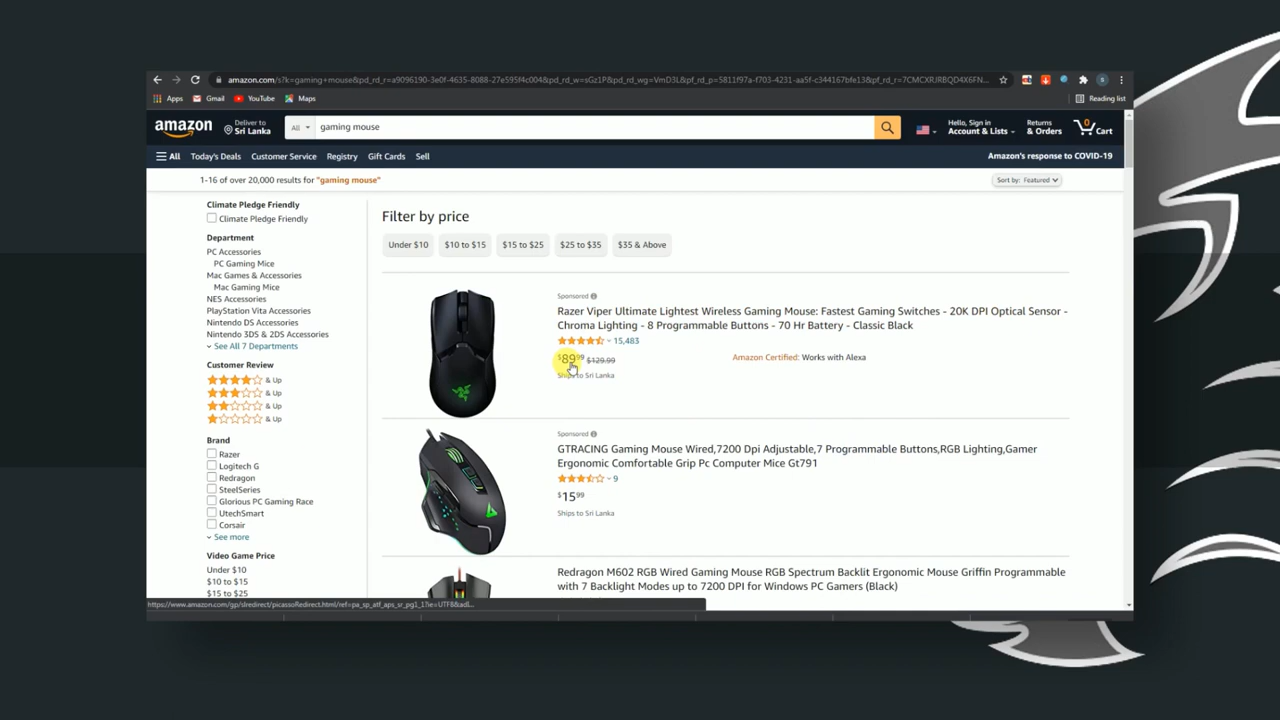 amazon.com/s?k=gaming+mouse&pd_rd_r=a9096190-3e0f-4635-8088-27e595f4c004&pd_rd_w=sGz1P&pd_rd_wg=VmD3L&pf_rd_p=5811f97a-f703-4231-aa5f-c344167bfe13&pf_rd_r=7CMCXRJRBQD4X6FN...
Apps Gmail YouTube Maps Reading list
amazon
Deliver to
Sri Lanka
All gaming mouse
Hello, Sign in
Account & Lists
Returns
& Orders
0
Cart
All Today's Deals Customer Service Registry Gift Cards Sell Amazon's response to COVID-19
1-16 of over 20,000 results for "gaming mouse" Sort by: Featured
Climate Pledge Friendly
Climate Pledge Friendly
Department
PC Accessories
PC Gaming Mice
Mac Games & Accessories
Mac Gaming Mice
NES Accessories
PlayStation Vita Accessories
Nintendo DS Accessories
Nintendo 3DS & 2DS Accessories
See All 7 Departments
Customer Review
& Up
& Up
& Up
& Up
Brand
Razer
Logitech G
Redragon
SteelSeries
Glorious PC Gaming Race
UtechSmart
Corsair
See more
Video Game Price
Under $10
$10 to $15
$15 to $25
Filter by price
Under $10 $10 to $15 $15 to $25 $25 to $35 $35 & Above
Sponsored
Razer Viper Ultimate Lightest Wireless Gaming Mouse: Fastest Gaming Switches - 20K DPI Optical Sensor -
Chroma Lighting - 8 Programmable Buttons - 70 Hr Battery - Classic Black
15,483
$89.99 $129.99 Amazon Certified: Works with Alexa
Ships to Sri Lanka
Sponsored
GTRACING Gaming Mouse Wired,7200 Dpi Adjustable,7 Programmable Buttons,RGB Lighting,Gamer
Ergonomic Comfortable Grip Pc Computer Mice Gt791
9
$15.99
Ships to Sri Lanka
Redragon M602 RGB Wired Gaming Mouse RGB Spectrum Backlit Ergonomic Mouse Griffin Programmable
with 7 Backlight Modes up to 7200 DPI for Windows PC Gamers (Black)
https://www.amazon.com/gp/slredirect/picassoRedirect.html/ref=pa_sp_atf_aps_sr_pg1_1?ie=UTF8&adI...